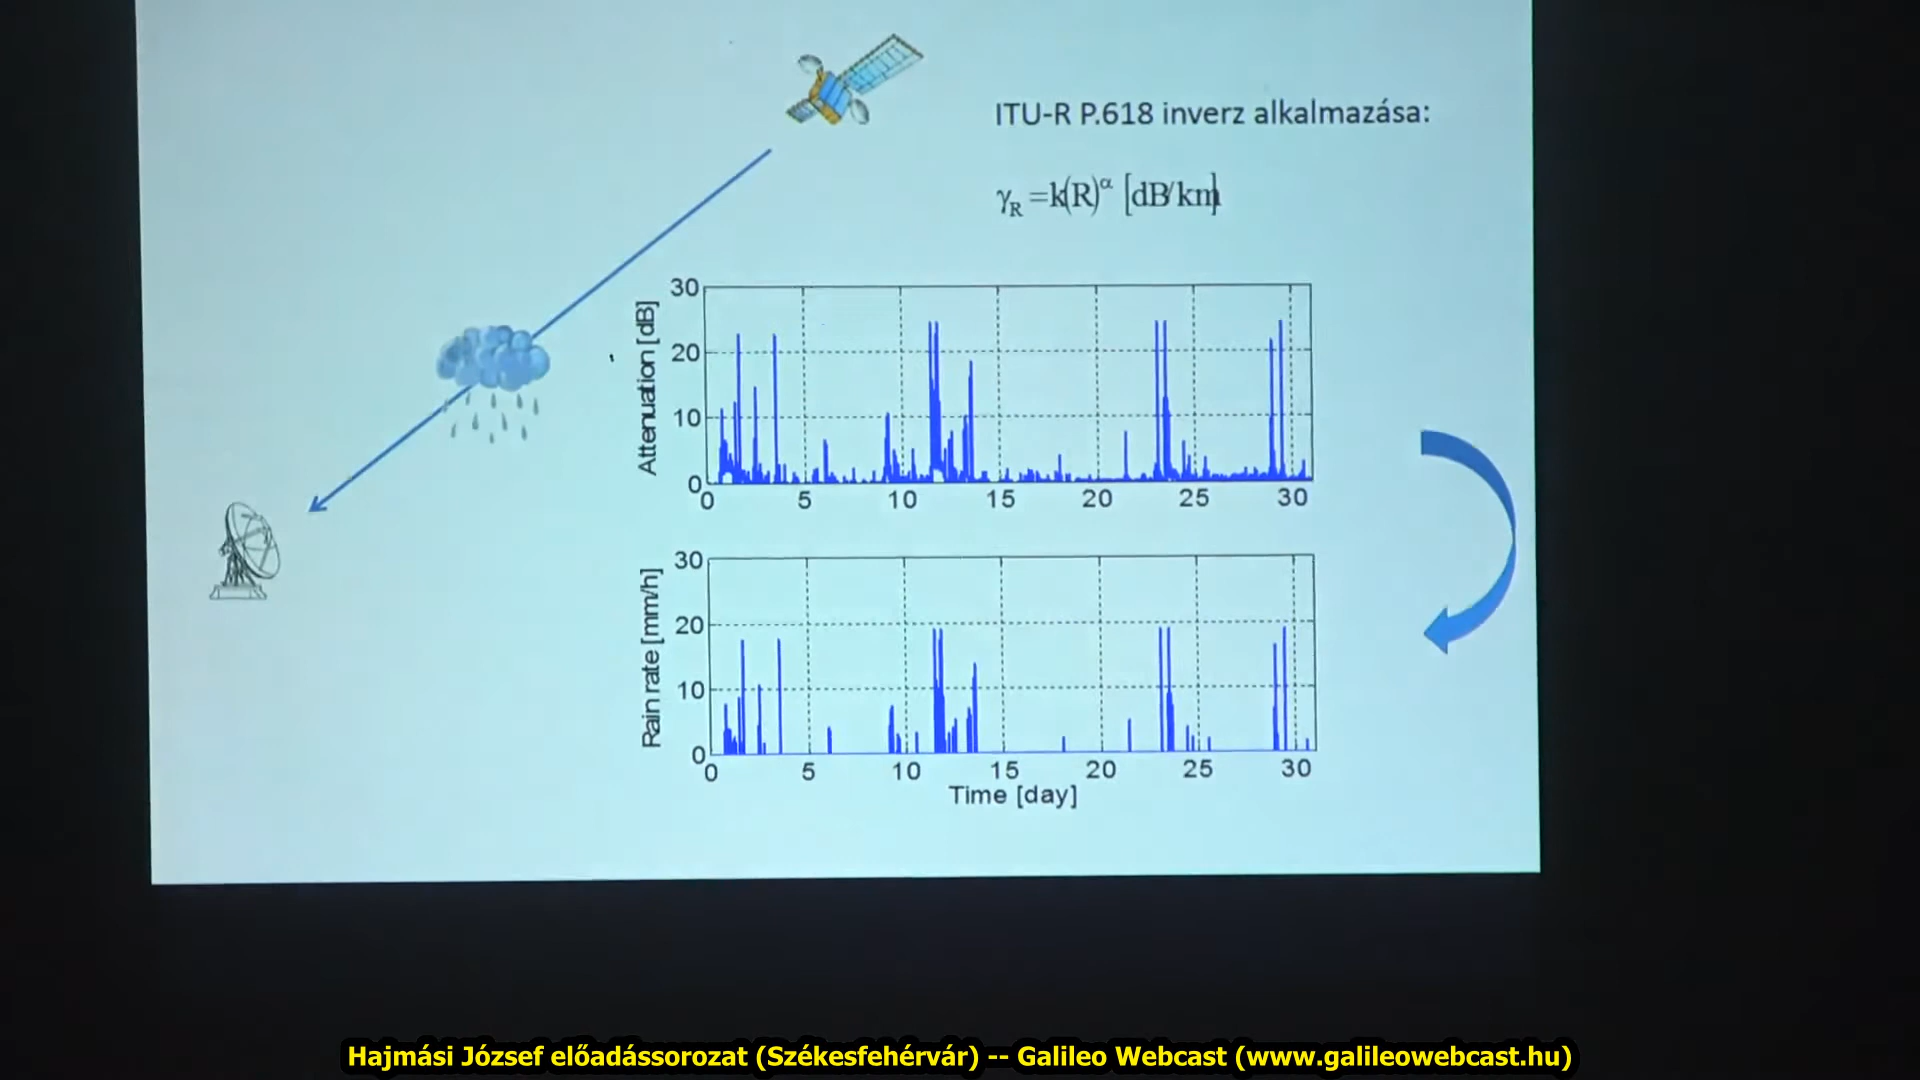 ITU-R P.618 inverz alkalmazása:
γR =k(R)^α [dB/km]
Attenuation [dB]
30
20
10
0
0 5 10 15 20 25 30
Rain rate [mm/h]
30
20
10
0
0 5 10 15 20 25 30
Time [day]
Hajmási József előadássorozat (Székesfehérvár) -- Galileo Webcast (www.galileowebcast.hu)